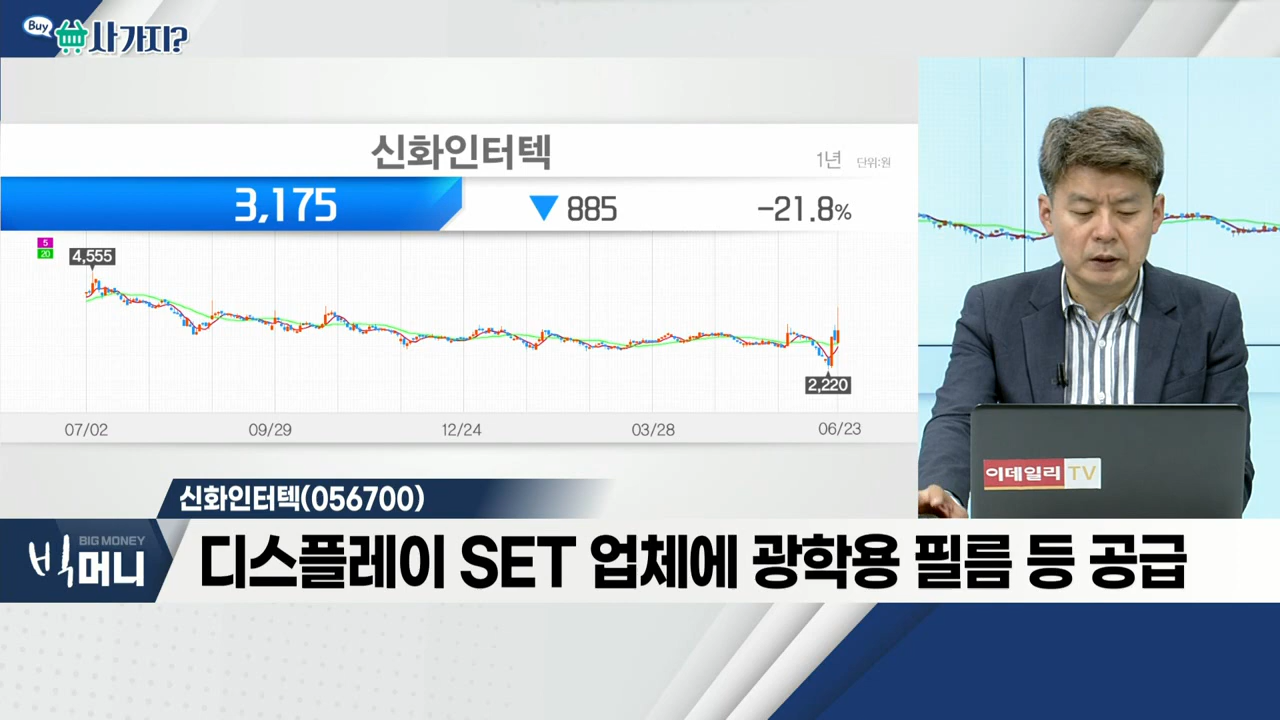 Buy
사가지?
신화인터텍
1년 단위:원
3,175 ▼885 -21.8%
5
20
4,555
2,220
07/02 09/29 12/24 03/28 06/23
이데일리 TV
신화인터텍(056700)
BIG MONEY
빅머니
디스플레이 SET 업체에 광학용 필름 등 공급